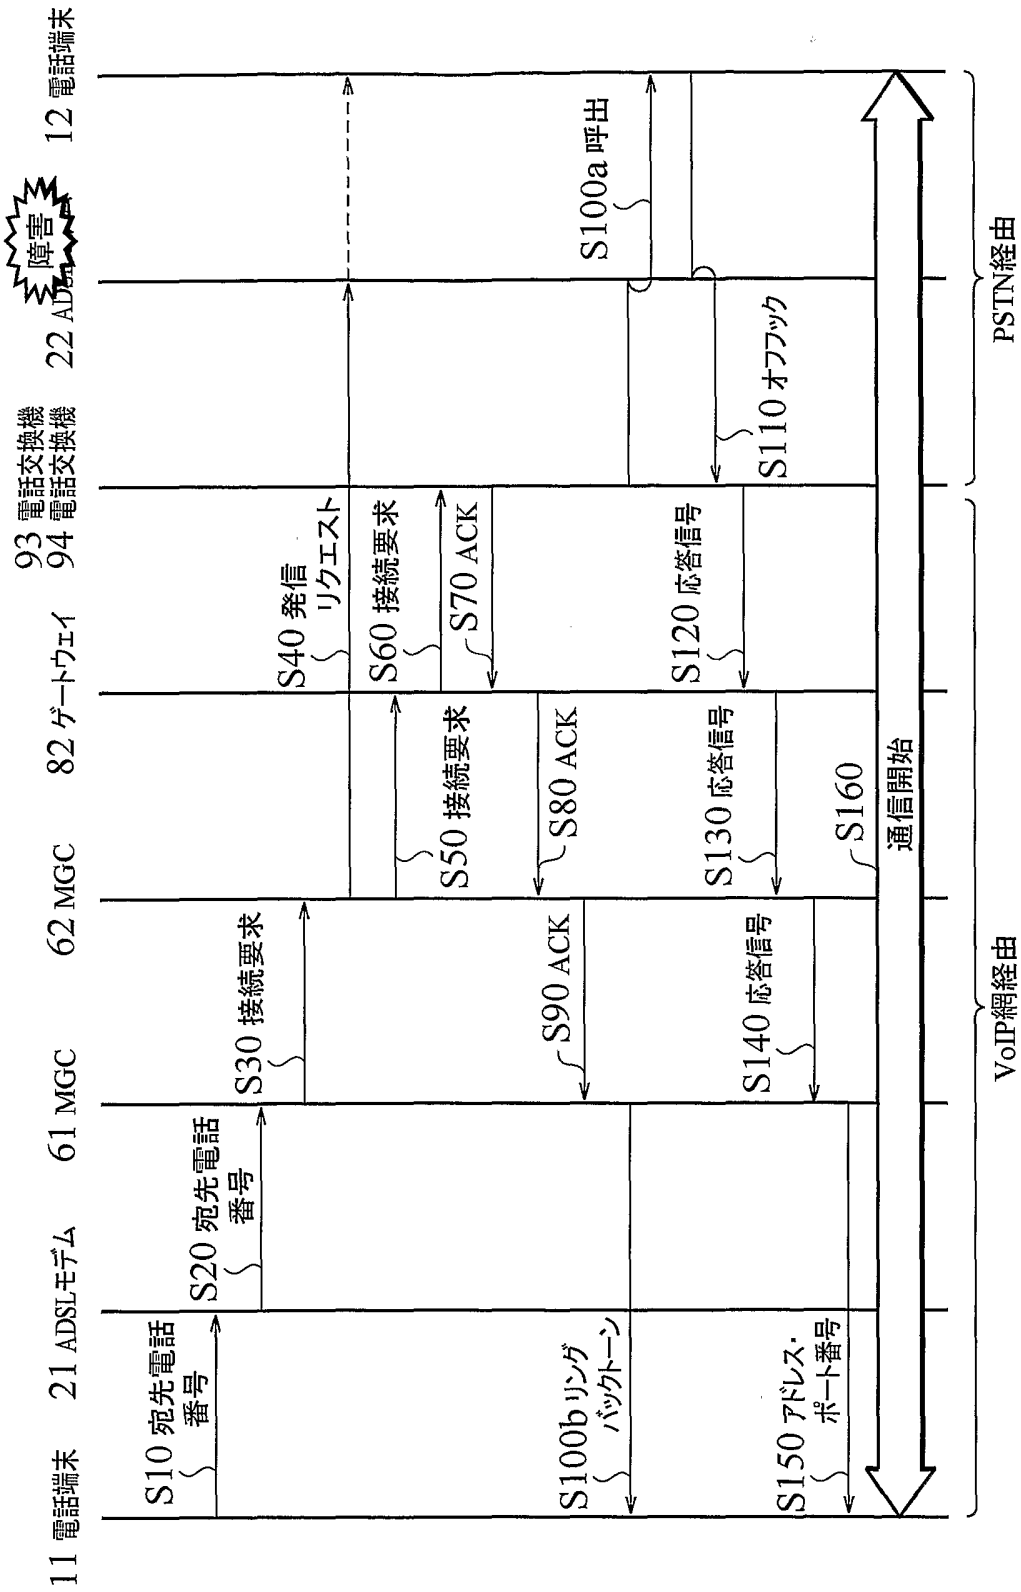 11 電話端末
21 ADSLモデム
61 MGC
62 MGC
82 ゲートウェイ
93 電話交換機
94 電話交換機
22
障害
12 電話端末
S10 宛先電話
番号
S20 宛先電話
番号
S30 接続要求
S40 発信
リクエスト
S50 接続要求
S60 接続要求
S70 ACK
S80 ACK
S90 ACK
S100a 呼出
S100b リング
バックトーン
S110 オフフック
S120 応答信号
S130 応答信号
S140 応答信号
S150 アドレス・
ポート番号
S160
通信開始
VoIP網経由
PSTN経由